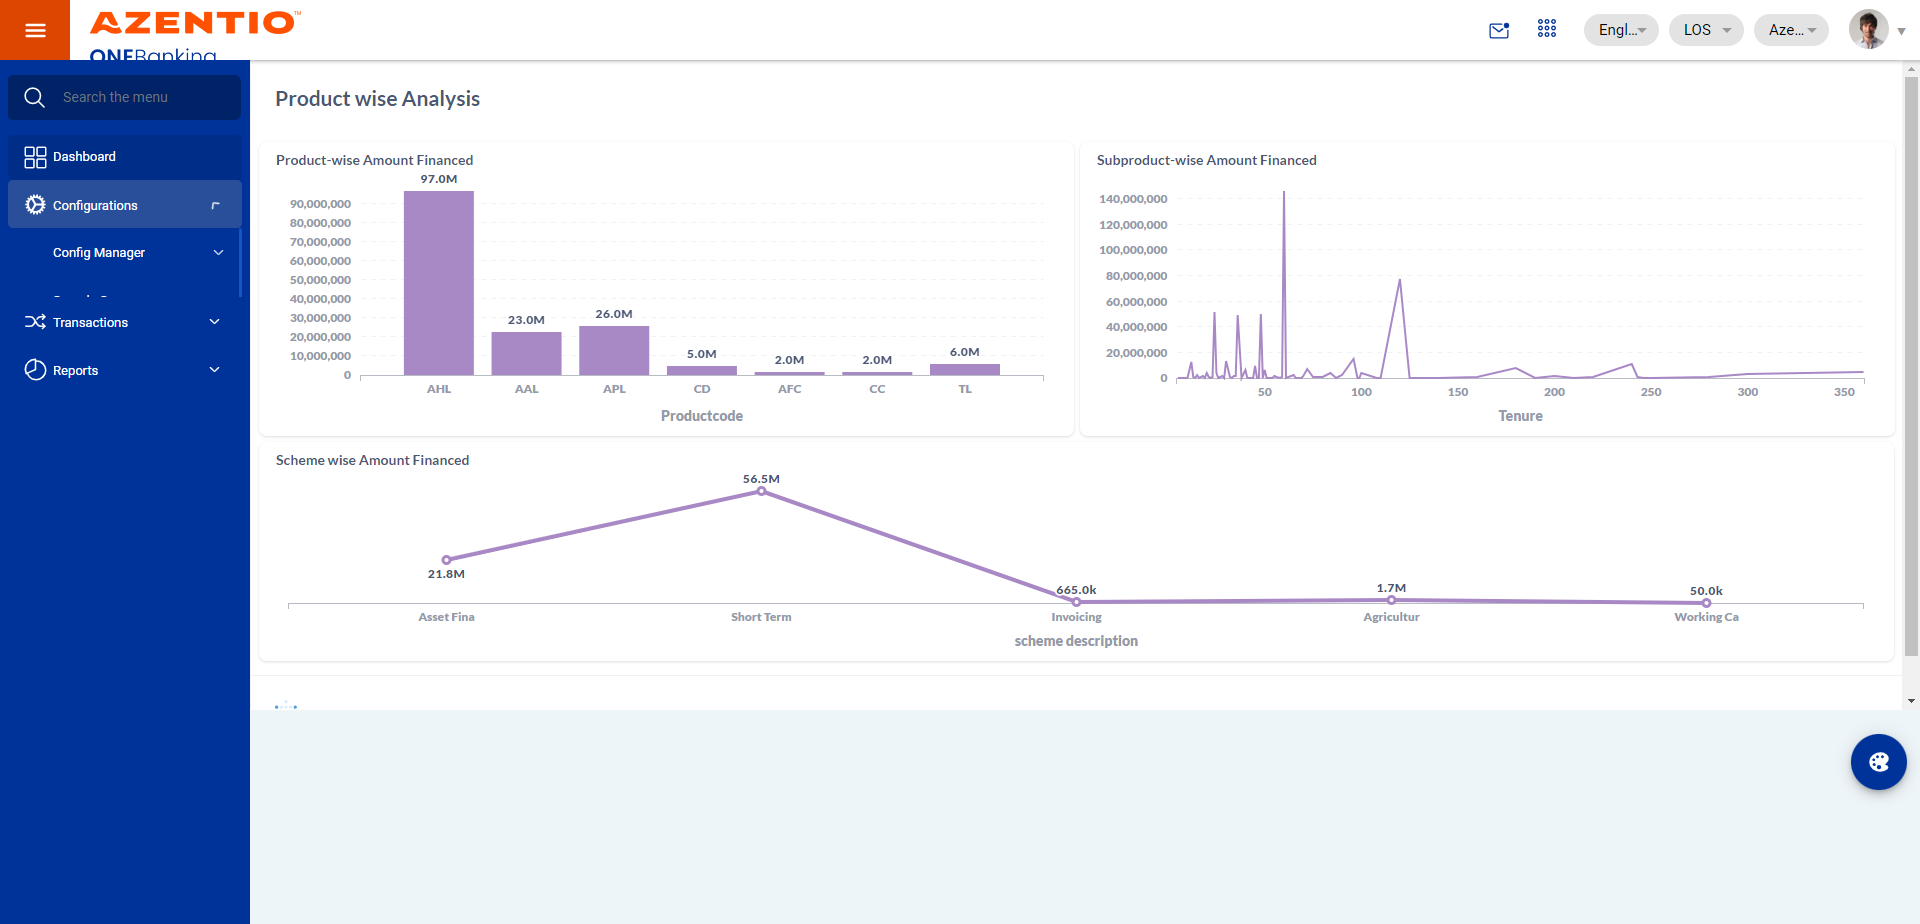 AZENTIO™
ONEBanking
Engl...
LOS
Aze...
Search the menu
Dashboard
Configurations
Config Manager
Transactions
Reports
Product wise Analysis
Product-wise Amount Financed
97.0M
90,000,000
80,000,000
70,000,000
60,000,000
50,000,000
40,000,000
30,000,000
20,000,000
10,000,000
0
23.0M
26.0M
5.0M
2.0M
2.0M
6.0M
AHL
AAL
APL
CD
AFC
CC
TL
Productcode
Subproduct-wise Amount Financed
140,000,000
120,000,000
100,000,000
80,000,000
60,000,000
40,000,000
20,000,000
0
50
100
150
200
250
300
350
Tenure
Scheme wise Amount Financed
56.5M
21.8M
665.0k
1.7M
50.0k
Asset Fina
Short Term
Invoicing
Agricultur
Working Ca
scheme description